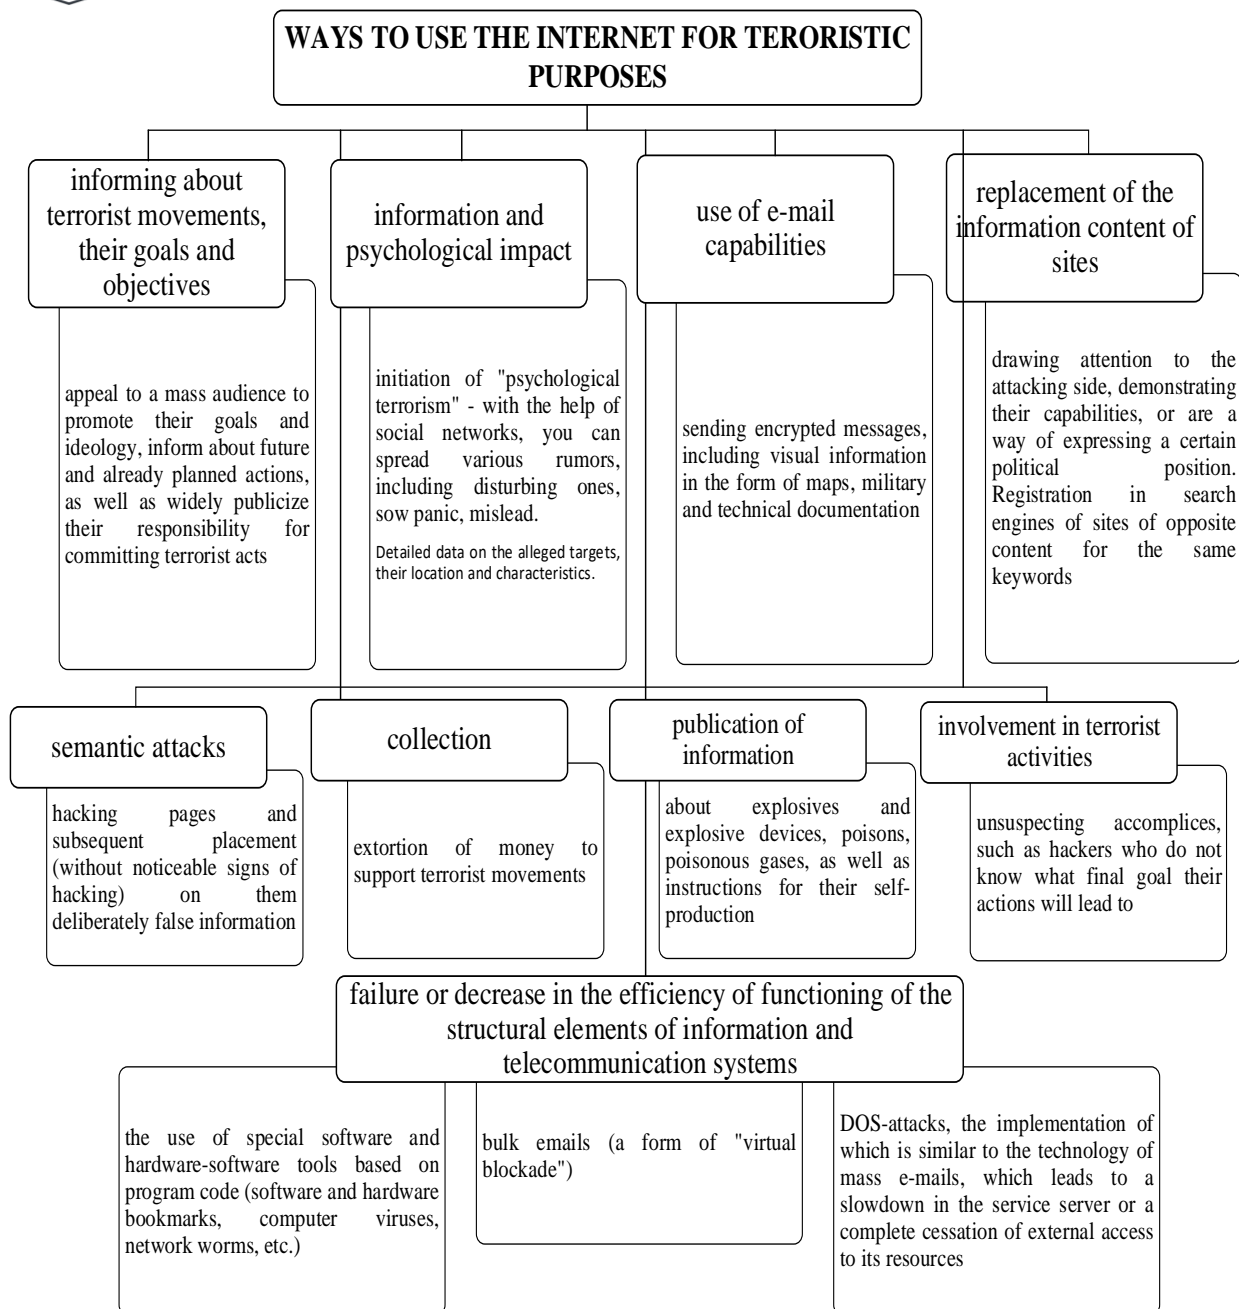 WAYS TO USE THE INTERNET FOR TERORISTIC
PURPOSES
informing about
terrorist movements,
their goals and
objectives
appeal to a mass audience to
promote their goals and
ideology, inform about future
and already planned actions,
as well as widely publicize
their responsibility for
committing terrorist acts
information and
psychological impact
initiation of "psychological
terrorism" - with the help of
social networks, you can
spread various rumors,
including disturbing ones,
sow panic, mislead.
Detailed data on the alleged targets,
their location and characteristics.
use of e-mail
capabilities
sending encrypted messages,
including visual information
in the form of maps, military
and technical documentation
replacement of the
information content of
sites
drawing attention to the
attacking side, demonstrating
their capabilities, or are a
way of expressing a certain
political position.
Registration in search
engines of sites of opposite
content for the same
keywords
semantic attacks
hacking pages and
subsequent placement
(without noticeable signs of
hacking) on them
deliberately false information
collection
extortion of money to
support terrorist movements
publication of
information
about explosives and
explosive devices, poisons,
poisonous gases, as well as
instructions for their self-
production
involvement in terrorist
activities
unsuspecting accomplices,
such as hackers who do not
know what final goal their
actions will lead to
failure or decrease in the efficiency of functioning of the
structural elements of information and
telecommunication systems
the use of special software and
hardware-software tools based on
program code (software and hardware
bookmarks, computer viruses,
network worms, etc.)
bulk emails (a form of "virtual
blockade")
DOS-attacks, the implementation of
which is similar to the technology of
mass e-mails, which leads to a
slowdown in the service server or a
complete cessation of external access
to its resources